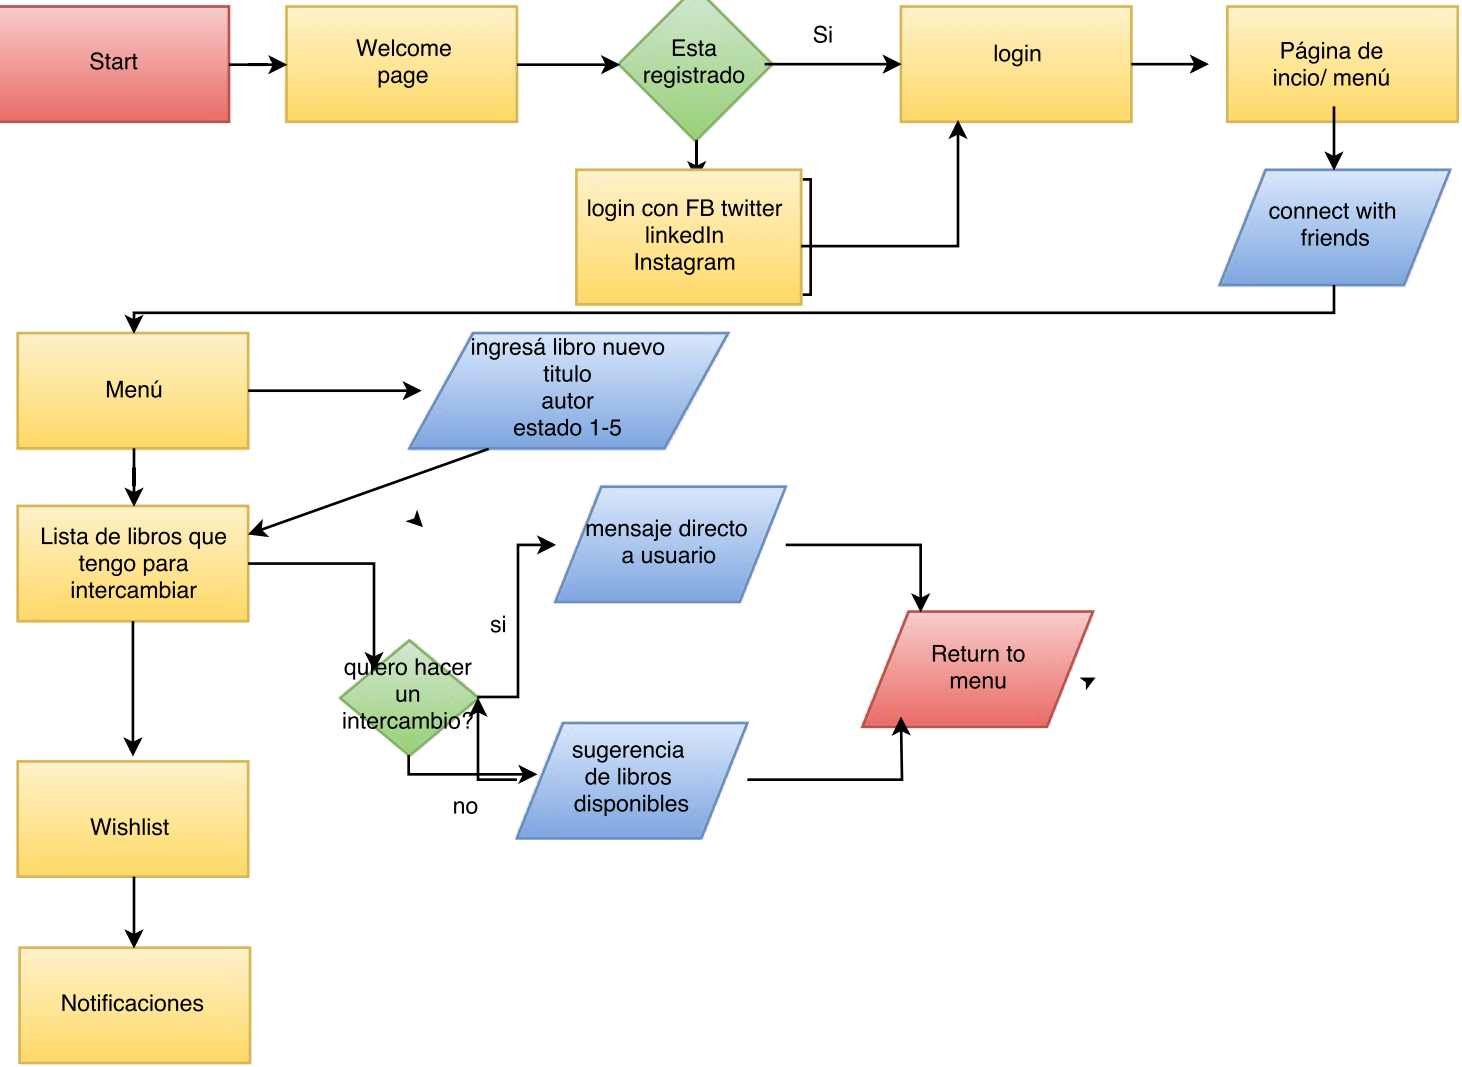 Start
Welcome
page
Esta
registrado
Si
login
Página de
incio/ menú
login con FB twitter
linkedIn
Instagram
connect with
friends
Menú
ingresá libro nuevo
titulo
autor
estado 1-5
Lista de libros que
tengo para
intercambiar
mensaje directo
a usuario
si
quiero hacer
un
intercambio?
Return to
menu
sugerencia
de libros
disponibles
no
Wishlist
Notificaciones